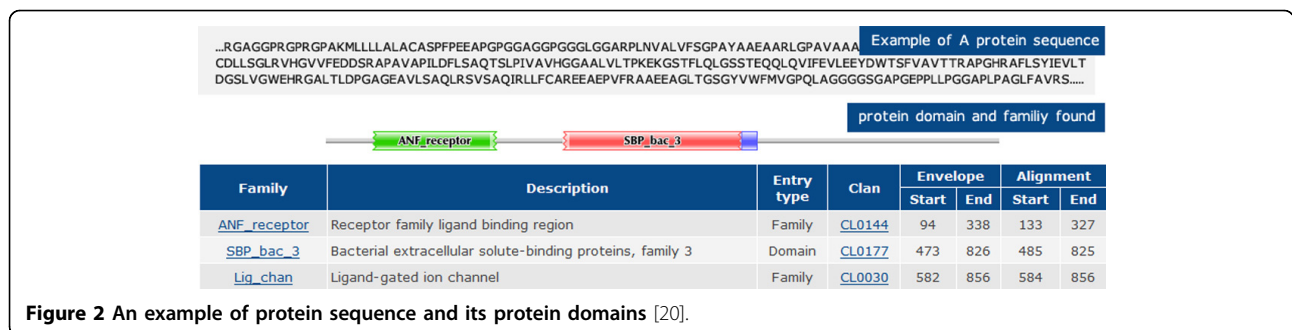 ...RGAGGPRGPRGPAKMLLLLALACASPFPEEAPGPGGAGGPGGGLGGARPLNVALVFSGPAYAAEAARLGPAVAAA
Example of A protein sequence
CDLLSGLRVHGVVFEDDSRAPAVAPILDFLSAQTSLPIVAVHGGAALVLTPKEKGSTFLQLGSSTEQQLQVIFEVLEEYDWTSFVAVTTRAPGHRAFLSYIEVLT
DGSLVGWEHRGALTLDPGAGEAVLSAQLRSVSAQIRLLFCAREEAEPVFRAAEEAGLTGSGYVWFMVGPQLAGGGGSGAPGEPPLLPGGAPLPAGLFAVRS.....
protein domain and familiy found
ANF_receptor SBP_bac_3
Family Description Entry type Clan Envelope Alignment
Start End Start End
ANF_receptor Receptor family ligand binding region Family CL0144 94 338 133 327
SBP_bac_3 Bacterial extracellular solute-binding proteins, family 3 Domain CL0177 473 826 485 825
Lig_chan Ligand-gated ion channel Family CL0030 582 856 584 856
Figure 2 An example of protein sequence and its protein domains [20].